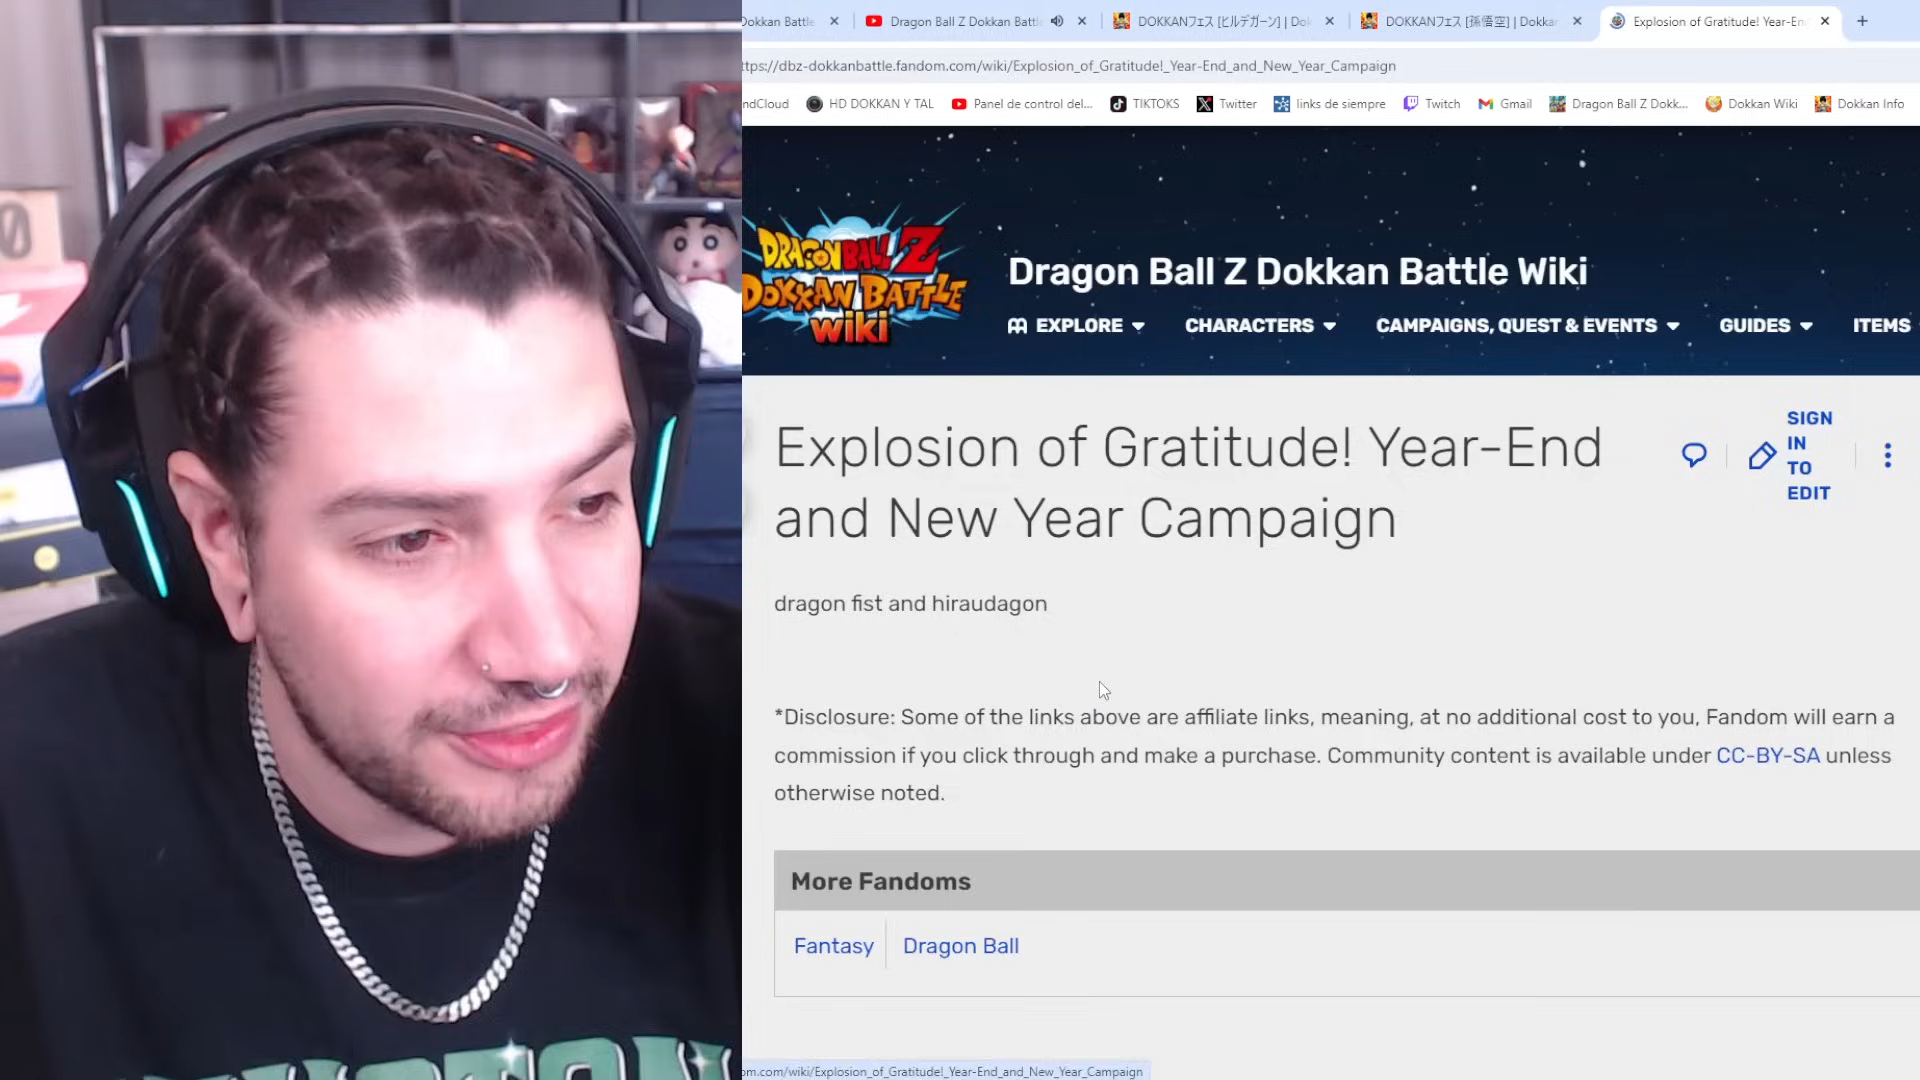 Dokkan Battle
Dragon Ball Z Dokkan Battl
DOKKANフェス [ヒルデガーン] | Dok
DOKKANフェス [孫悟空] | Dokkan
Explosion of Gratitude! Year-En
ttps://dbz-dokkanbattle.fandom.com/wiki/Explosion_of_Gratitude!_Year-End_and_New_Year_Campaign
ndCloud
HD DOKKAN Y TAL
Panel de control del...
TIKTOKS
Twitter
links de siempre
Twitch
Gmail
Dragon Ball Z Dokk...
Dokkan Wiki
Dokkan Info
DRAGON BALL Z
DOKKAN BATTLE
wiki
Dragon Ball Z Dokkan Battle Wiki
EXPLORE
CHARACTERS
CAMPAIGNS, QUEST & EVENTS
GUIDES
ITEMS
Explosion of Gratitude! Year-End
and New Year Campaign
SIGN
IN
TO
EDIT
dragon fist and hiraudagon
*Disclosure: Some of the links above are affiliate links, meaning, at no additional cost to you, Fandom will earn a
commission if you click through and make a purchase. Community content is available under CC-BY-SA unless
otherwise noted.
More Fandoms
Fantasy
Dragon Ball
om.com/wiki/Explosion_of_Gratitude!_Year-End_and_New_Year_Campaign